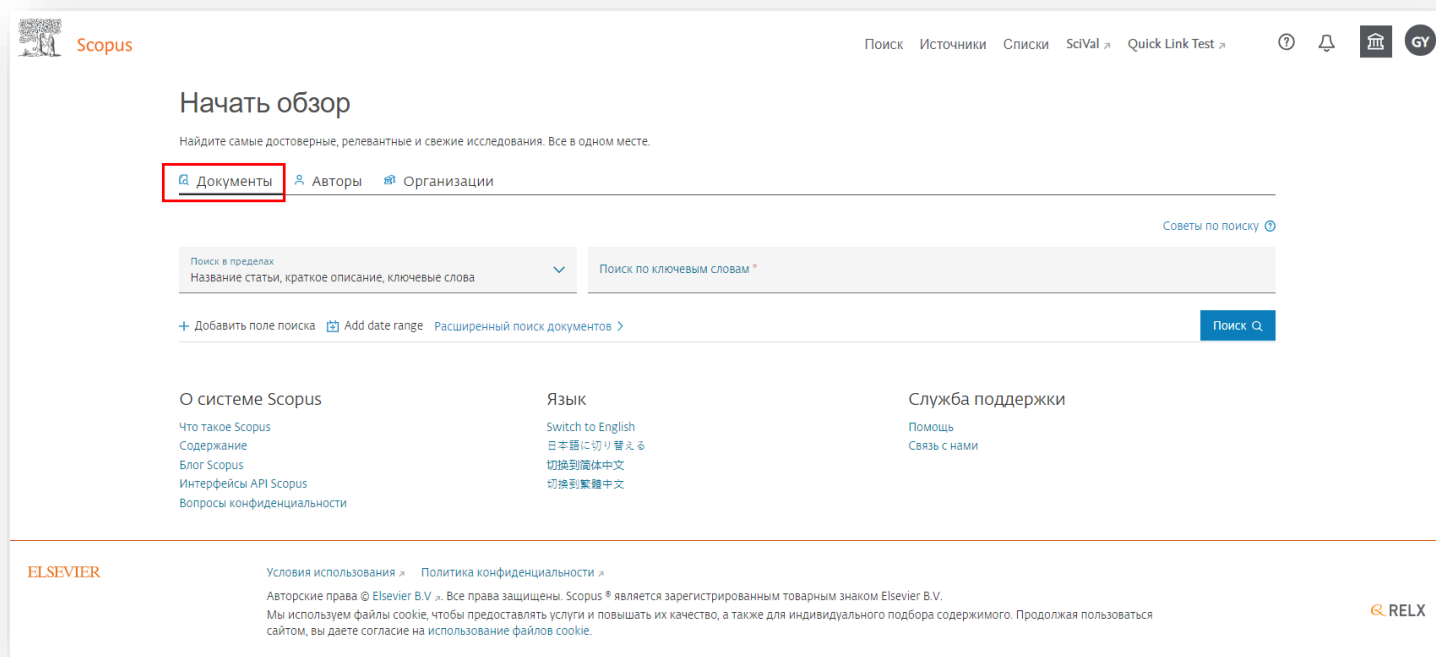 Scopus
Поиск Источники Списки SciVal Quick Link Test GY
Начать обзор
Найдите самые достоверные, релевантные и свежие исследования. Все в одном месте.
Документы Авторы Организации
Советы по поиску
Поиск в пределах
Название статьи, краткое описание, ключевые слова
Поиск по ключевым словам *
+ Добавить поле поиска Add date range Расширенный поиск документов
Поиск
О системе Scopus
Что такое Scopus
Содержание
Блог Scopus
Интерфейсы API Scopus
Вопросы конфиденциальности
Язык
Switch to English
日本語に切り替える
切换到简体中文
切換到繁體中文
Служба поддержки
Помощь
Связь с нами
ELSEVIER
Условия использования Политика конфиденциальности
Авторские права © Elsevier B.V. Все права защищены. Scopus ® является зарегистрированным товарным знаком Elsevier B.V.
Мы используем файлы cookie, чтобы предоставлять услуги и повышать их качество, а также для индивидуального подбора содержимого. Продолжая пользоваться
сайтом, вы даете согласие на использование файлов cookie.
RELX